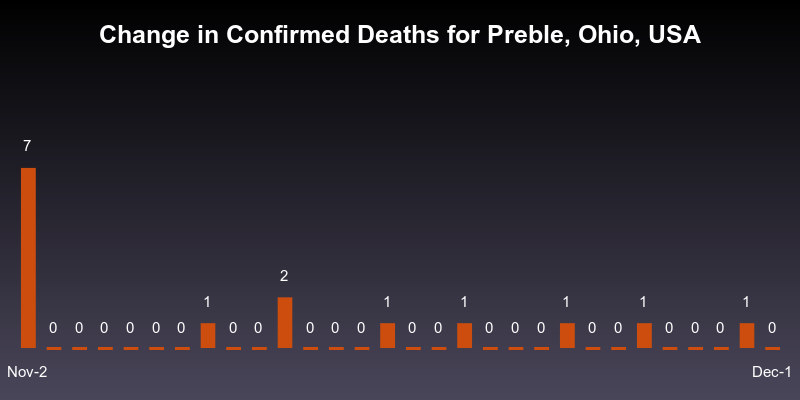 Change in Confirmed Deaths for Preble, Ohio, USA
7
2
1 1 1 1 1 1
0 0 0 0 0 0 0 0 0 0 0 0 0 0 0 0 0 0 0 0 0 0
Nov-2 Dec-1